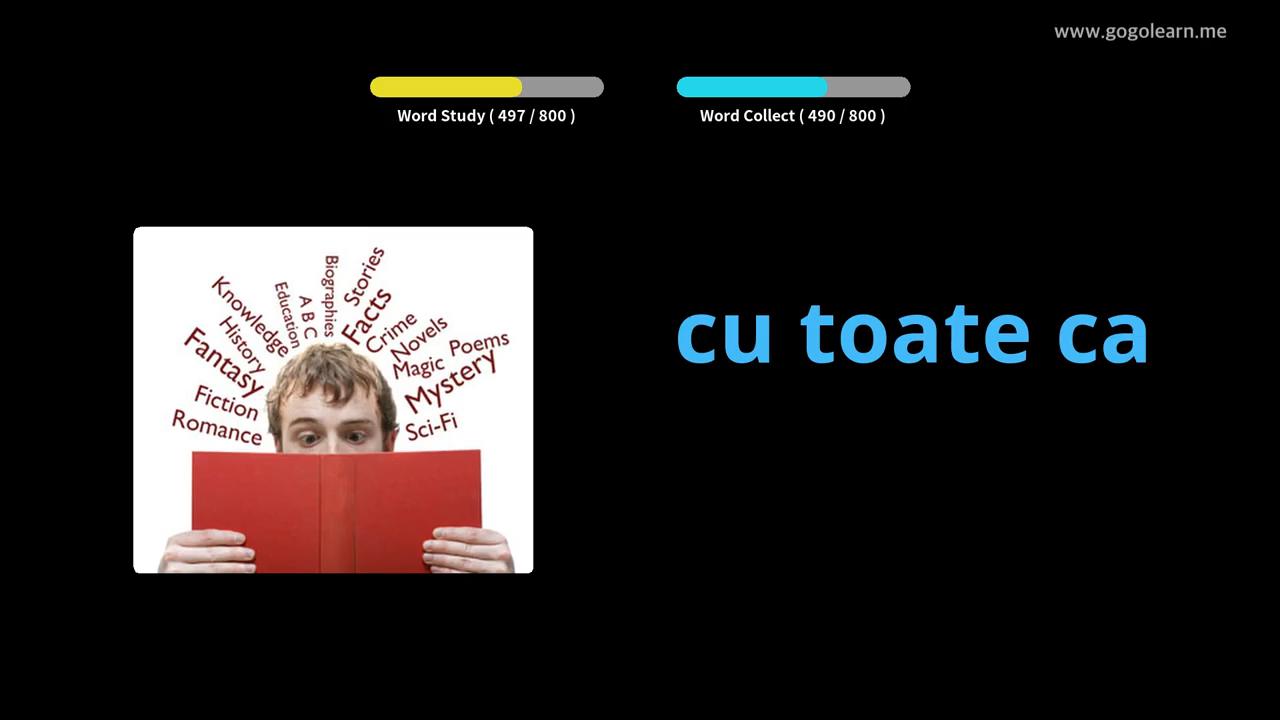 www.gogolearn.me
Word Study ( 497 / 800 )
Word Collect ( 490 / 800 )
Knowledge
Education
A B C
Biographies
Stories
History
Facts
Crime
Novels
Fantasy
Magic
Poems
Mystery
Fiction
Romance
Sci-Fi
cu toate ca